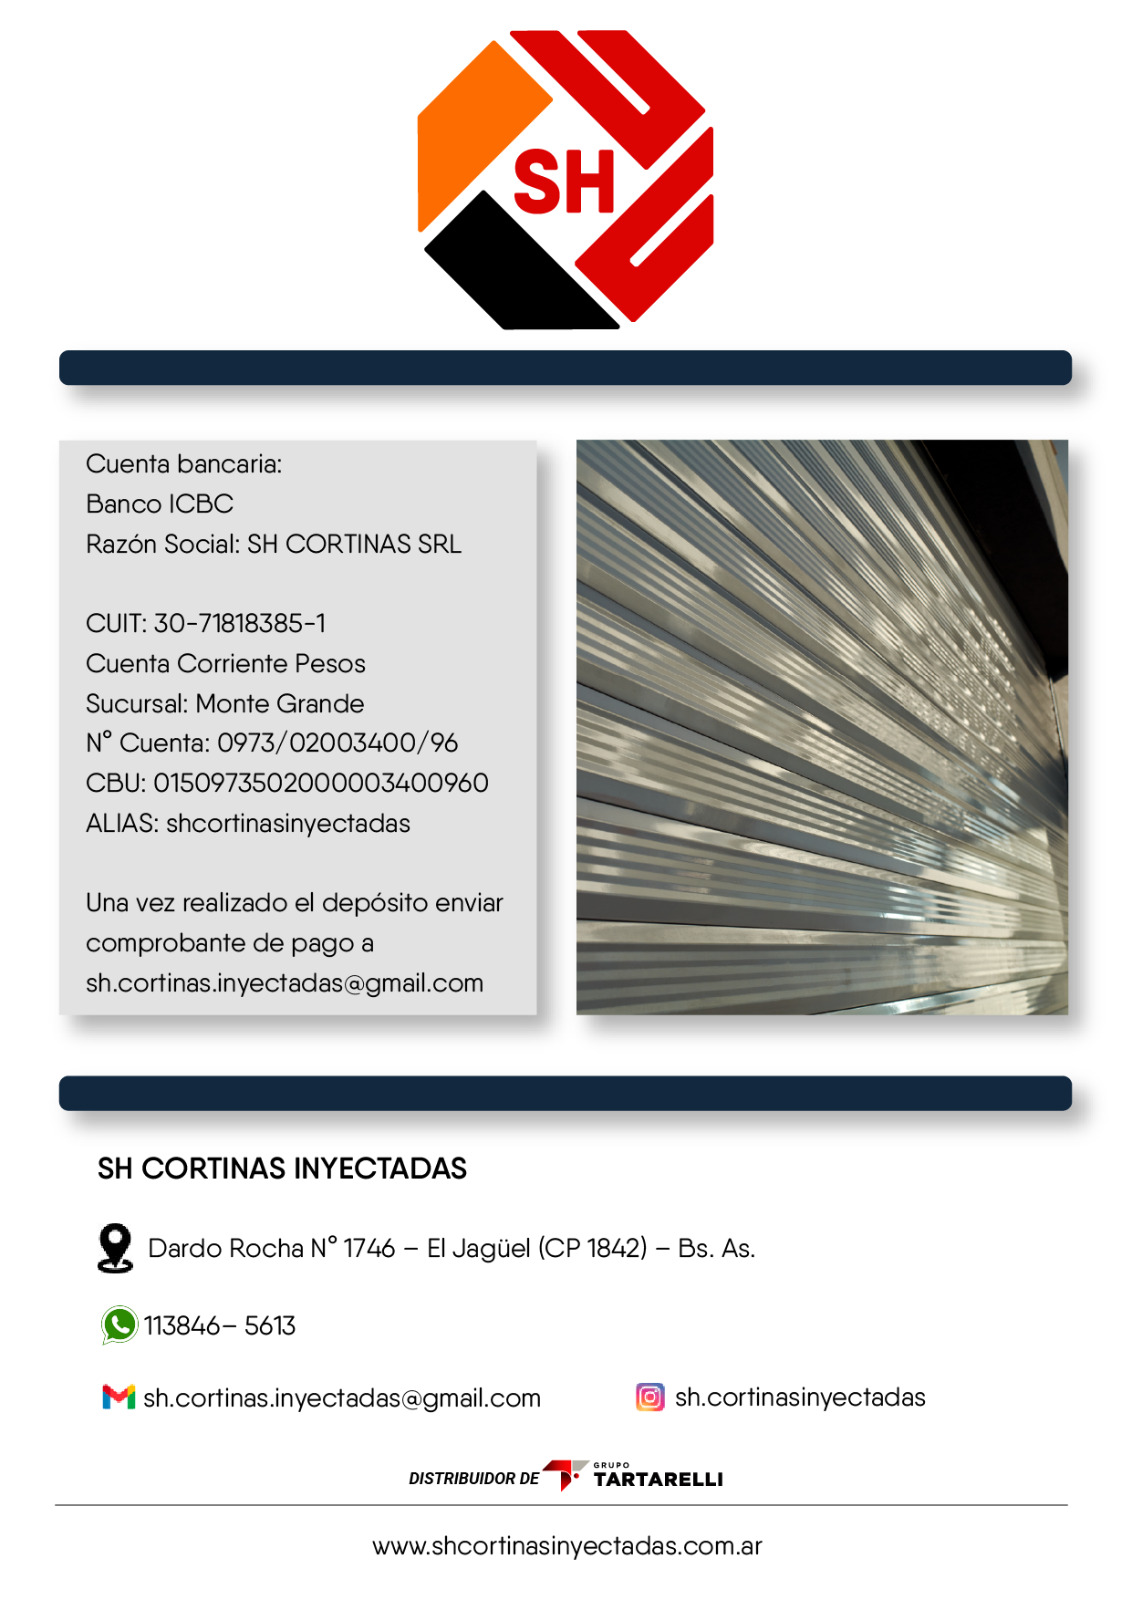 SH
Cuenta bancaria:
Banco ICBC
Razón Social: SH CORTINAS SRL
CUIT: 30-71818385-1
Cuenta Corriente Pesos
Sucursal: Monte Grande
N° Cuenta: 0973/02003400/96
CBU: 0150973502000003400960
ALIAS: shcortinasinyectadas
Una vez realizado el depósito enviar
comprobante de pago a
sh.cortinas.inyectadas@gmail.com
SH CORTINAS INYECTADAS
Dardo Rocha N° 1746 – El Jagüel (CP 1842) – Bs. As.
113846– 5613
sh.cortinas.inyectadas@gmail.com
sh.cortinasinyectadas
DISTRIBUIDOR DE GRUPO TARTARELLI
www.shcortinasinyectadas.com.ar